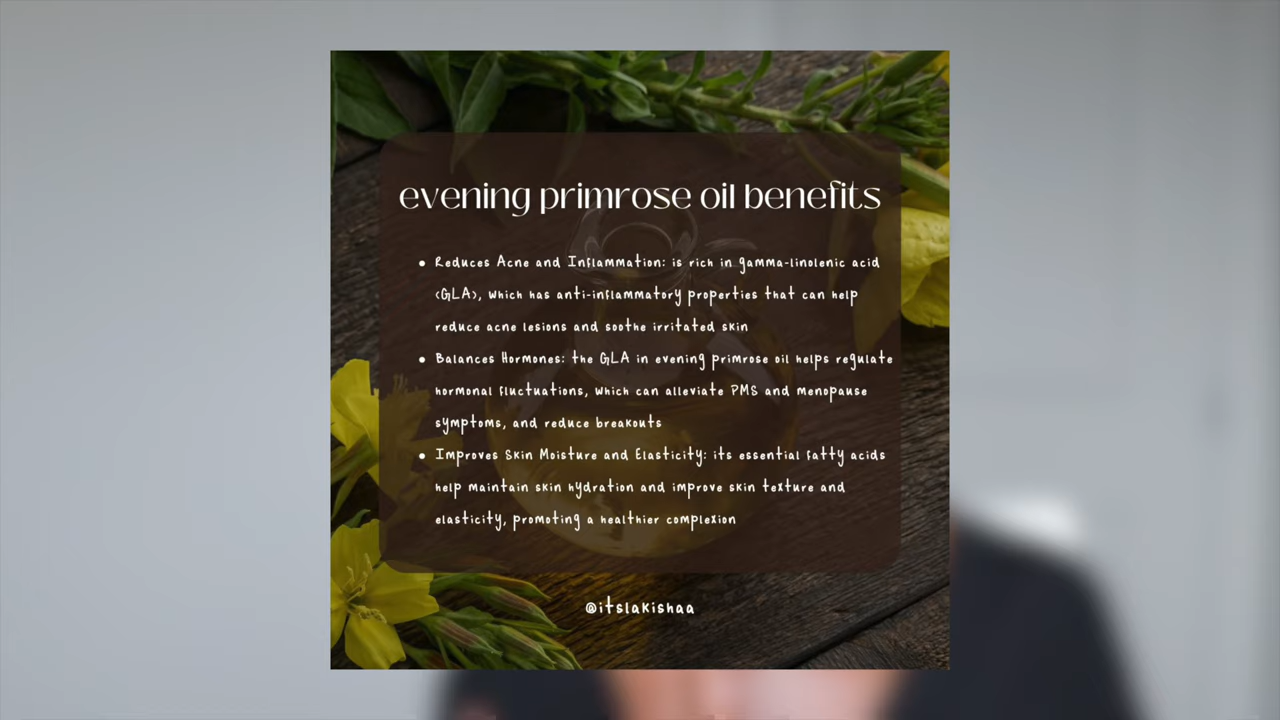 evening primrose oil benefits
• Reduces Acne and Inflammation: is rich in gamma-linolenic acid
(GLA), which has anti-inflammatory properties that can help
reduce acne lesions and soothe irritated skin
• Balances Hormones: the GLA in evening primrose oil helps regulate
hormonal fluctuations, which can alleviate PMS and menopause
symptoms, and reduce breakouts
• Improves Skin Moisture and Elasticity: its essential fatty acids
help maintain skin hydration and improve skin texture and
elasticity, promoting a healthier complexion
@itslakishaa